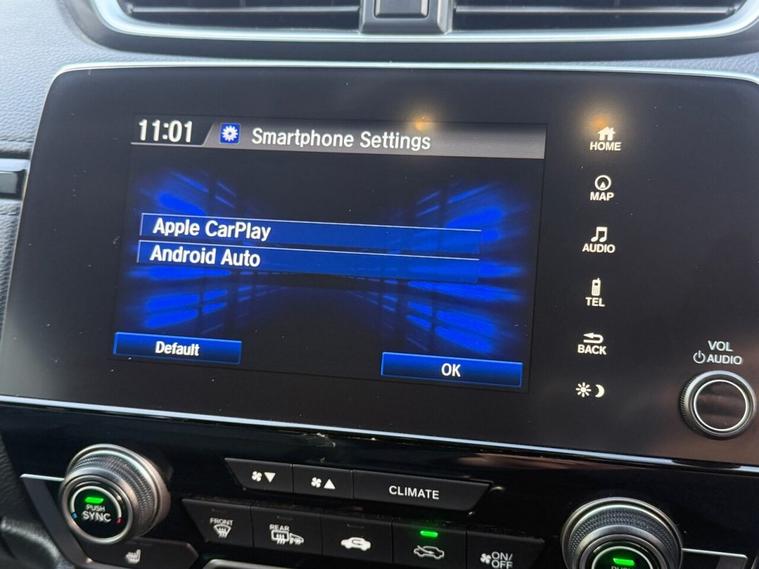 11:01 Smartphone Settings
HOME
MAP
Apple CarPlay
AUDIO
Android Auto
TEL
Default
OK
BACK
VOL
AUDIO
CLIMATE
PUSH
SYNC
FRONT
REAR
ON/
OFF